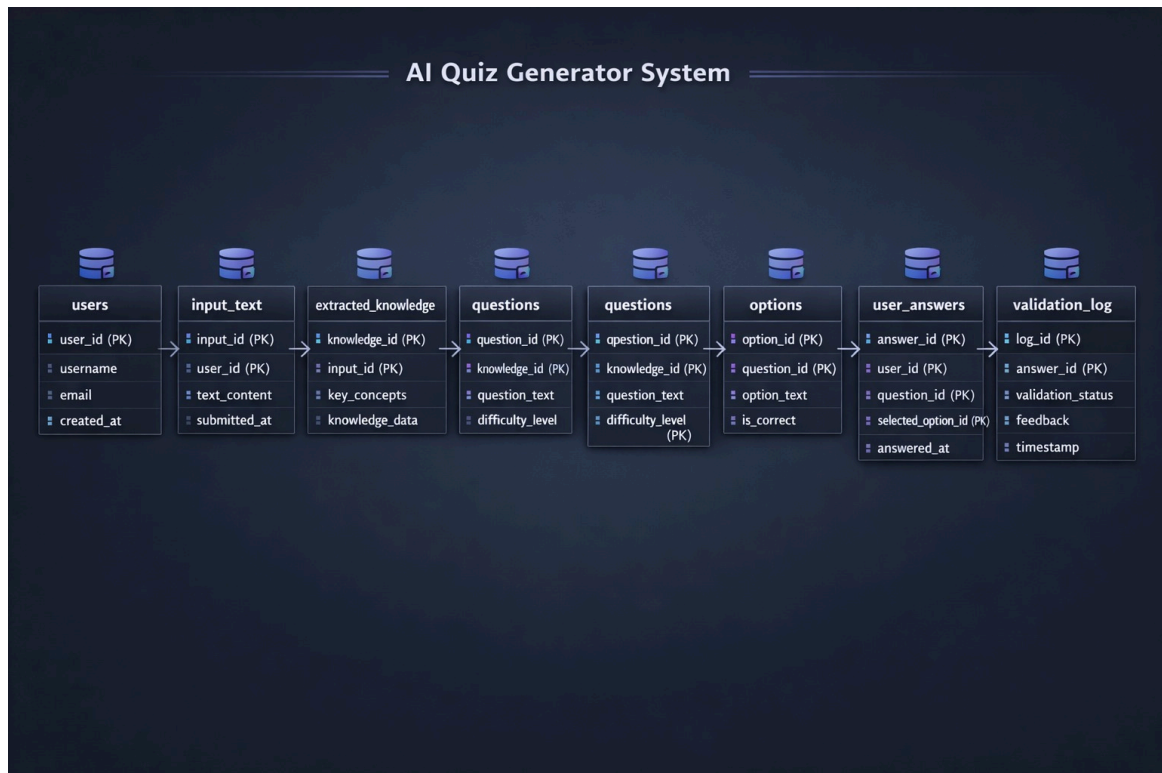 AI Quiz Generator System
users
user_id (PK)
username
email
created_at
input_text
input_id (PK)
user_id (PK)
text_content
submitted_at
extracted_knowledge
knowledge_id (PK)
input_id (PK)
key_concepts
knowledge_data
questions
question_id (PK)
knowledge_id (PK)
question_text
difficulty_level
questions
qpestion_id (PK)
knowledge_id (PK)
question_text
difficulty_level
(PK)
options
option_id (PK)
question_id (PK)
option_text
is_correct
user_answers
answer_id (PK)
user_id (PK)
question_id (PK)
selected_option_id (PK)
answered_at
validation_log
log_id (PK)
answer_id (PK)
validation_status
feedback
timestamp